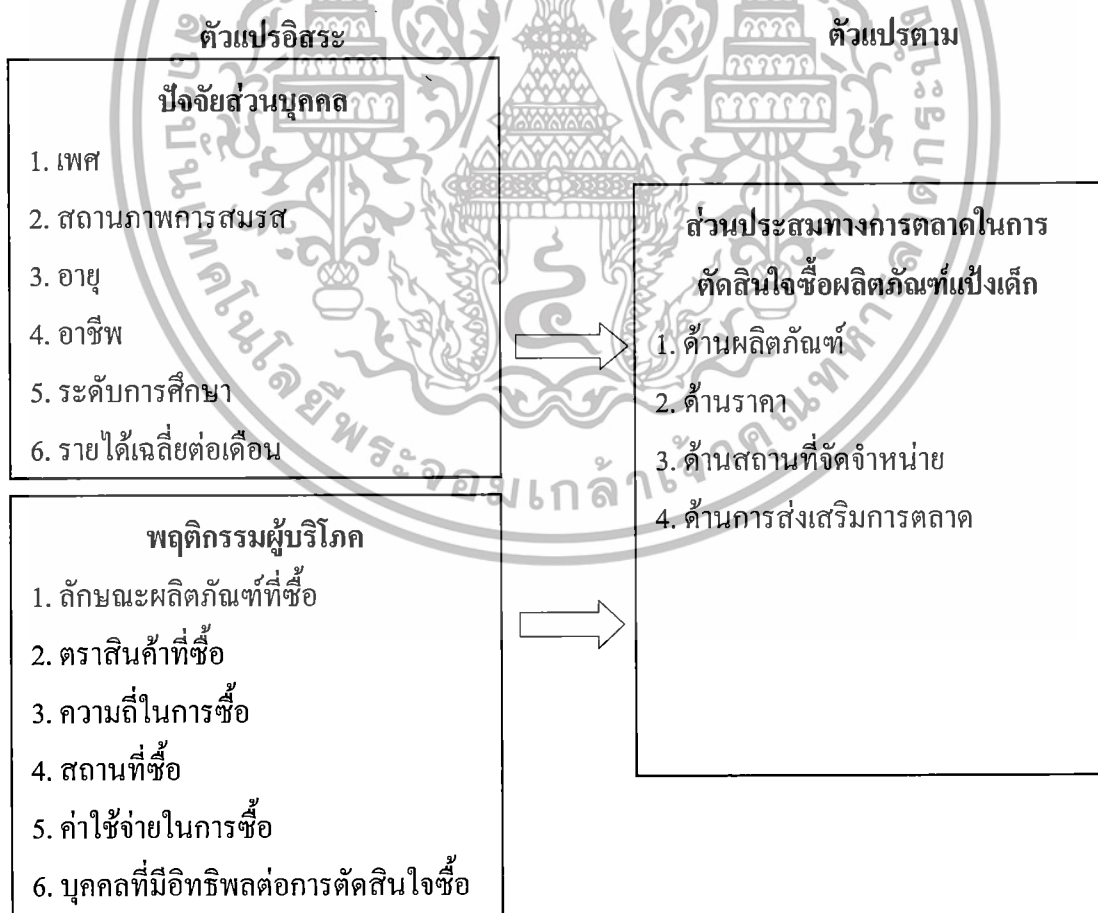 ตัวแปรอิสระ
ตัวแปรตาม
ปัจจัยส่วนบุคคล
1. เพศ
2. สถานภาพการสมรส
3. อายุ
4. อาชีพ
5. ระดับการศึกษา
6. รายได้เฉลี่ยต่อเดือน
พฤติกรรมผู้บริโภค
1. ลักษณะผลิตภัณฑ์ที่ซื้อ
2. ตราสินค้าที่ซื้อ
3. ความถี่ในการซื้อ
4. สถานที่ซื้อ
5. ค่าใช้จ่ายในการซื้อ
6. บุคคลที่มีอิทธิพลต่อการตัดสินใจซื้อ
ส่วนประสมทางการตลาดในการ
ตัดสินใจซื้อผลิตภัณฑ์แป้งเด็ก
1. ด้านผลิตภัณฑ์
2. ด้านราคา
3. ด้านสถานที่จัดจำหน่าย
4. ด้านการส่งเสริมการตลาด